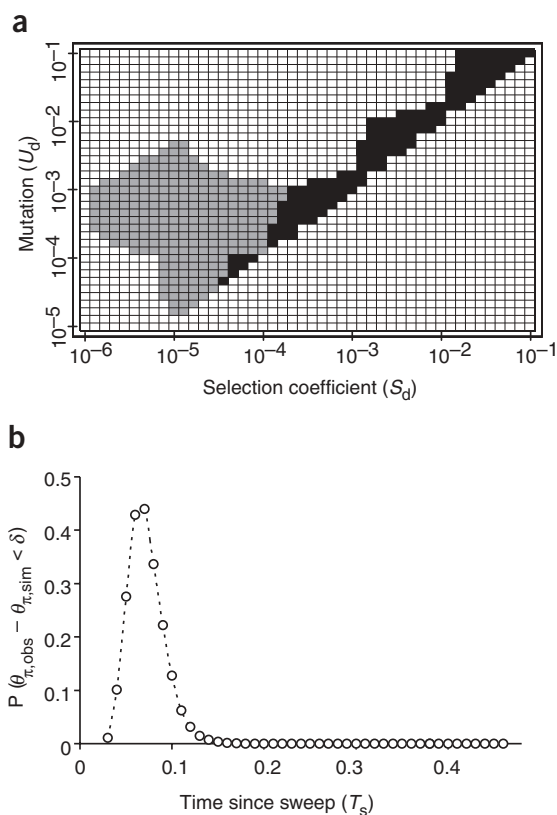 a
Mutation (U_d)
10⁻¹
10⁻²
10⁻³
10⁻⁴
10⁻⁵
10⁻⁶ 10⁻⁵ 10⁻⁴ 10⁻³ 10⁻² 10⁻¹
Selection coefficient (S_d)
b
P (θ_π,obs – θ_π,sim < δ)
0.5
0.4
0.3
0.2
0.1
0
0 0.1 0.2 0.3 0.4
Time since sweep (T_s)